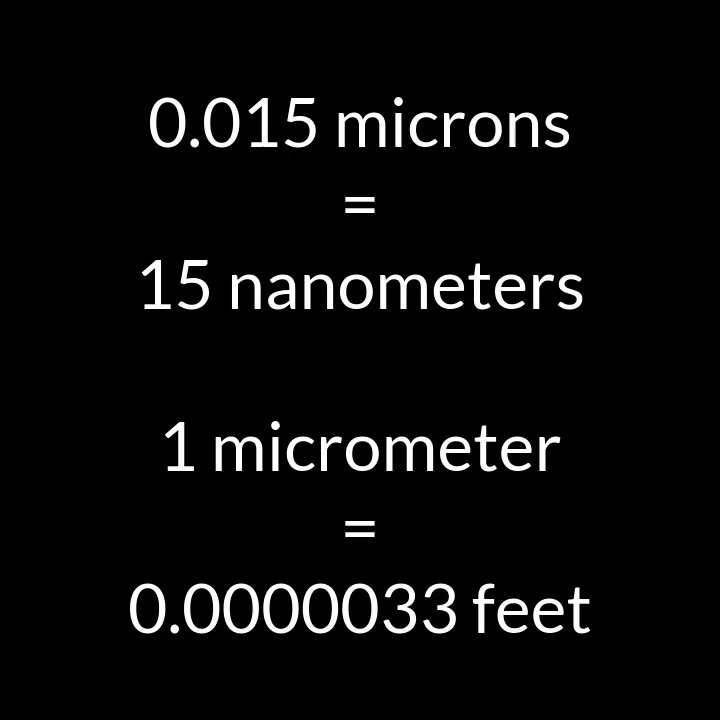 0.015 microns
=
15 nanometers
1 micrometer
=
0.0000033 feet